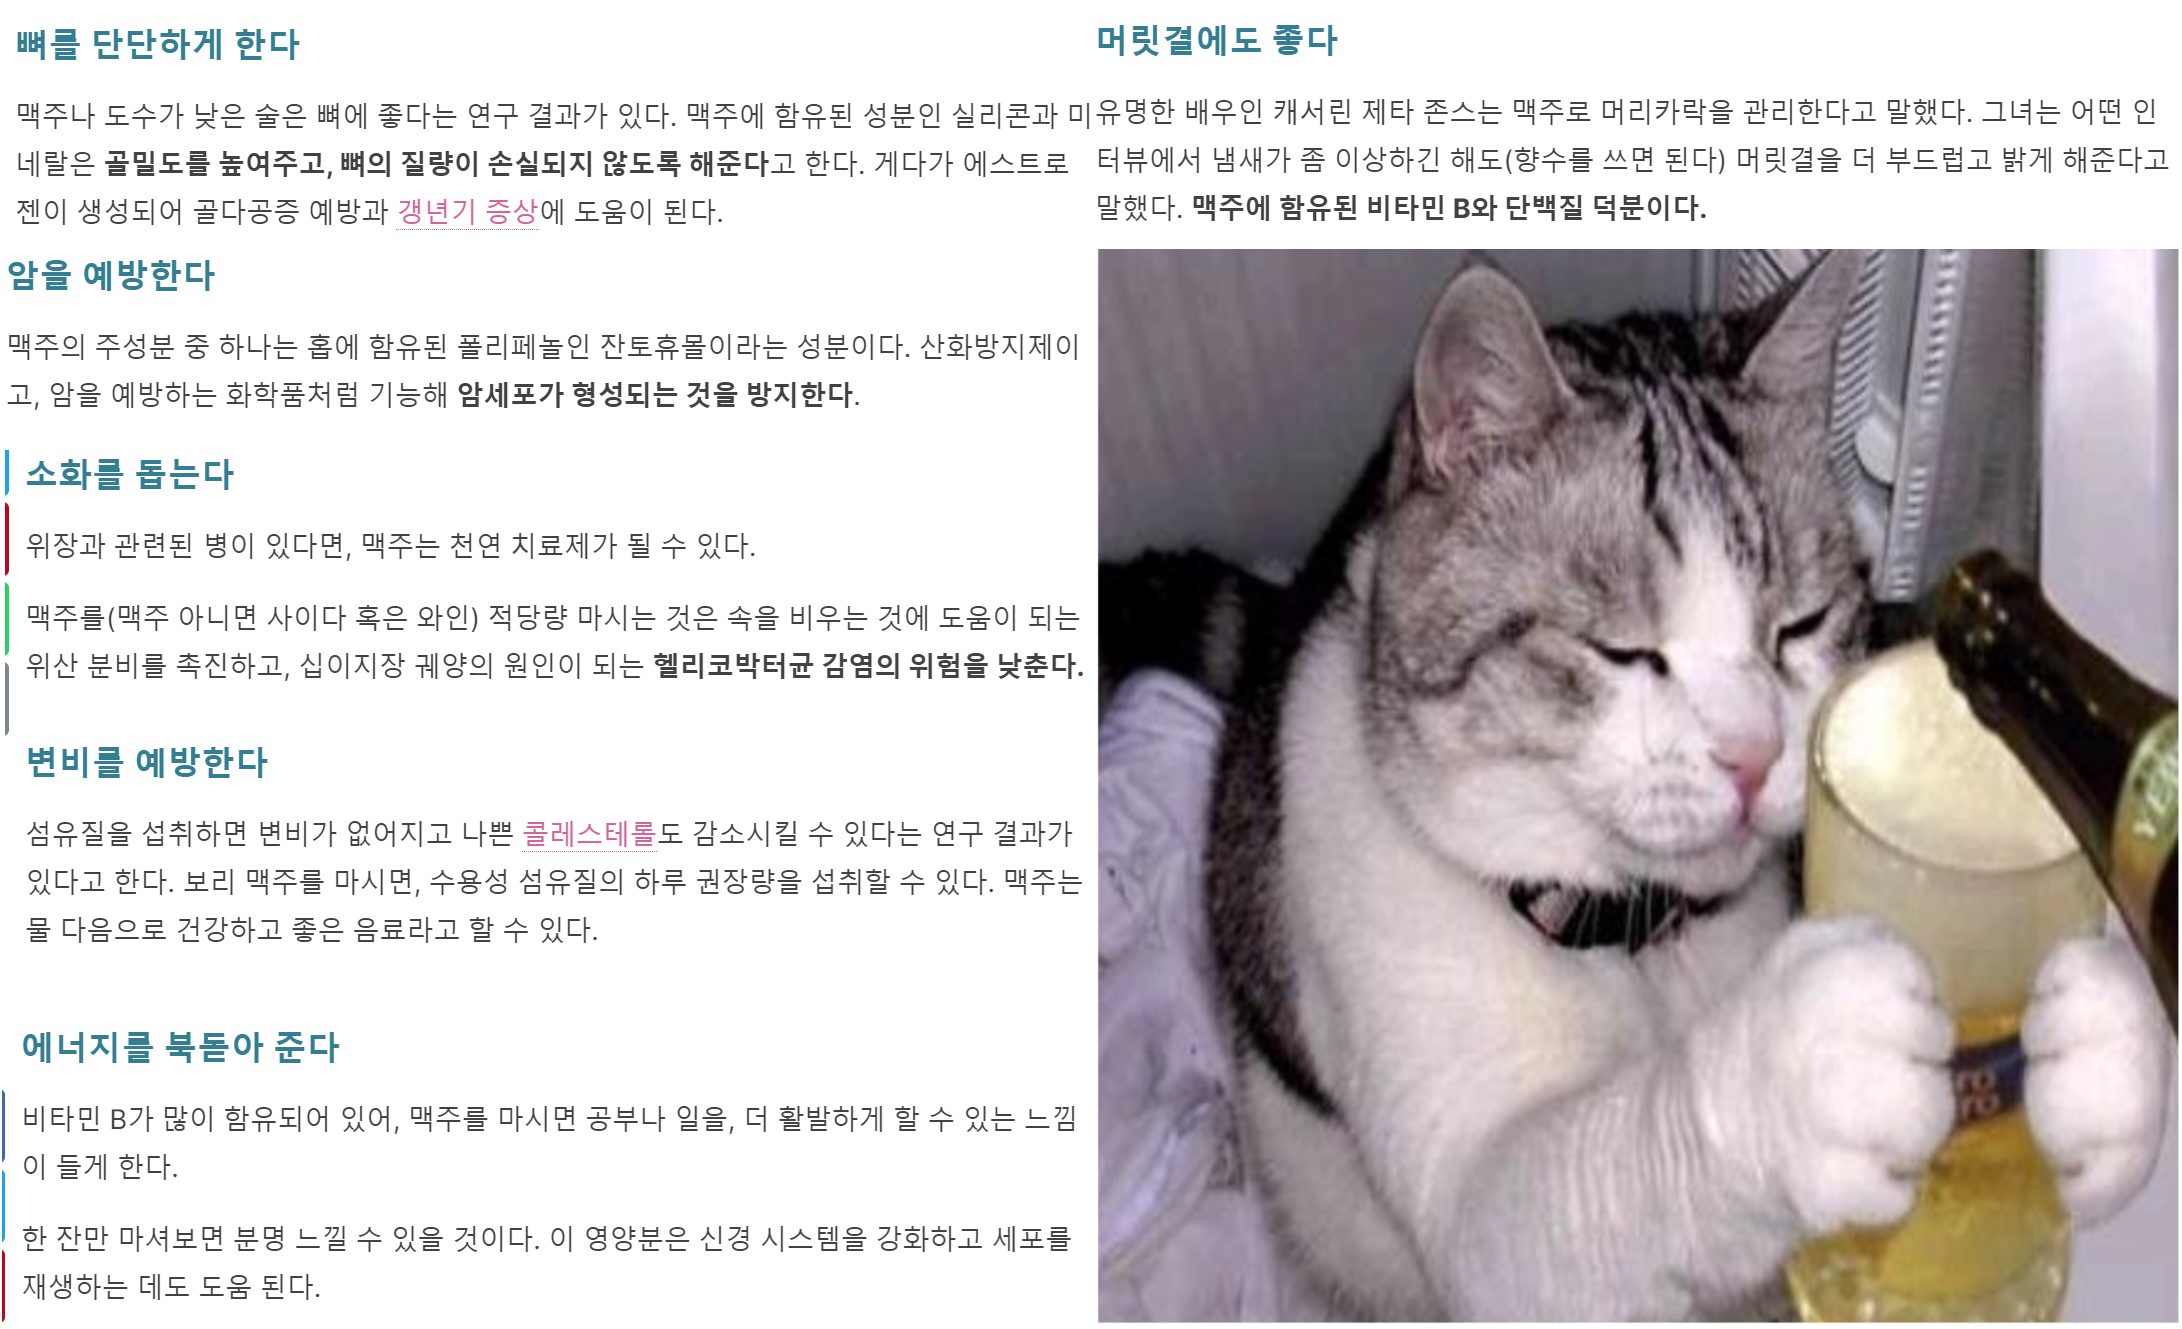 뼈를 단단하게 한다
맥주나 도수가 낮은 술은 뼈에 좋다는 연구 결과가 있다. 맥주에 함유된 성분인 실리콘과 미
네랄은 골밀도를 높여주고, 뼈의 질량이 손실되지 않도록 해준다고 한다. 게다가 에스트로
젠이 생성되어 골다공증 예방과 갱년기 증상에 도움이 된다.
암을 예방한다
맥주의 주성분 중 하나는 홉에 함유된 폴리페놀인 잔토휴몰이라는 성분이다. 산화방지제이
고, 암을 예방하는 화학품처럼 기능해 암세포가 형성되는 것을 방지한다.
소화를 돕는다
위장과 관련된 병이 있다면, 맥주는 천연 치료제가 될 수 있다.
맥주를(맥주 아니면 사이다 혹은 와인) 적당량 마시는 것은 속을 비우는 것에 도움이 되는
위산 분비를 촉진하고, 십이지장 궤양의 원인이 되는 헬리코박터균 감염의 위험을 낮춘다.
변비를 예방한다
섬유질을 섭취하면 변비가 없어지고 나쁜 콜레스테롤도 감소시킬 수 있다는 연구 결과가
있다고 한다. 보리 맥주를 마시면, 수용성 섬유질의 하루 권장량을 섭취할 수 있다. 맥주는
물 다음으로 건강하고 좋은 음료라고 할 수 있다.
에너지를 북돋아 준다
비타민 B가 많이 함유되어 있어, 맥주를 마시면 공부나 일을, 더 활발하게 할 수 있는 느낌
이 들게 한다.
한 잔만 마셔보면 분명 느낄 수 있을 것이다. 이 영양분은 신경 시스템을 강화하고 세포를
재생하는 데도 도움 된다.
머릿결에도 좋다
유명한 배우인 캐서린 제타 존스는 맥주로 머리카락을 관리한다고 말했다. 그녀는 어떤 인
터뷰에서 냄새가 좀 이상하긴 해도(향수를 쓰면 된다) 머릿결을 더 부드럽고 밝게 해준다고
말했다. 맥주에 함유된 비타민 B와 단백질 덕분이다.